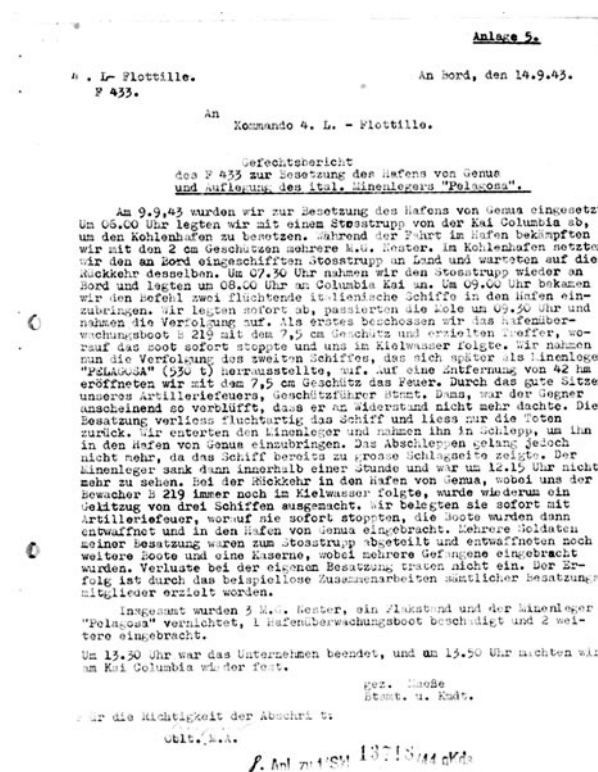 Anlage 5.
4. L- Flottille.
F 433.
An Bord, den 14.9.43.
An
Kommando 4. L. - Flottille.
Gefechtsbericht
des F 433 zur Besetzung des Hafens von Genua
und Aufbringung des ital. Minenlegers "Pelagosa".
Am 9.9.43 wurden wir zur Besetzung des Hafens von Genua eingesetzt
Um 06.00 Uhr legten wir mit einem Stosstrupp von der Kai Columbia ab,
um den Kohlenhafen zu besetzen. Während der Fahrt im Hafen bekämpften
wir mit den 2 cm Geschützen mehrere M.G. Nester. Im Kohlenhafen setzten
wir den an Bord eingeschifften Stosstrupp an Land und warteten auf die
Rückkehr desselben. Um 07.30 Uhr nahmen wir den Stosstrupp wieder an
Bord und legten um 08.00 Uhr an Columbia Kai an. Um 09.00 Uhr bekamen
wir den Befehl zwei flüchtende italienische Schiffe in den Hafen ein-
zubringen. Wir legten sofort ab, passierten die Mole um 09.30 Uhr und
nahmen die Verfolgung auf. Als erstes beschossen wir das Hafenüber-
wachungsboot B 219 mit dem 7,5 cm Geschütz und erzielten Treffer, wo-
rauf das Boot sofort stoppte und uns im Kielwasser folgte. Wir nahmen
nun die Verfolgung des zweiten Schiffes, das sich später als Minenleger
"PELAGOSA" (530 t) herrausstellte, auf. Auf eine Entfernung von 42 hm
eröffneten wir mit dem 7,5 cm Geschütz das Feuer. Durch das gute Sitzen
unseres Artilleriefeuers, Geschützführer Btsmt. Dams, war der Gegner
anscheinend so verblüfft, dass er an Widerstand nicht mehr dachte. Die
Besatzung verliess fluchtartig das Schiff und liess nur die Toten
zurück. Wir enterten den Minenleger und nahmen ihn in Schlepp, um ihn
in den Hafen von Genua einzubringen. Das Abschleppen gelang jedoch
nicht mehr, da das Schiff bereits zu grosse Schlagseite zeigte. Der
Minenleger sank dann innerhalb einer Stunde und war um 12.15 Uhr nicht
mehr zu sehen. Bei der Rückkehr in den Hafen von Genua, wobei uns der
Bewacher B 219 immer noch im Kielwasser folgte, wurde wiederum ein
Geleitzug von drei Schiffen ausgemacht. Wir belegten sie sofort mit
Artilleriefeuer, worauf sie sofort stoppten, die Boote wurden dann
entwaffnet und in den Hafen von Genua eingebracht. Mehrere Soldaten
meiner Besatzung waren zum Stosstrupp abgeteilt und entwaffneten noch
weitere Boote und eine Kaserne, wobei mehrere Gefangene eingebracht
wurden. Verluste bei der eigenen Besatzung traten nicht ein. Der Er-
folg ist durch das beispiellose Zusammenarbeiten sämtlicher Besatzungs
mitglieder erzielt worden.
Insgesamt wurden 3 M.G. Nester, ein Flakstand und der Minenleger
"Pelagosa" vernichtet, 1 Hafenüberwachungsboot beschädigt und 2 wei-
tere eingebracht.
Um 13.30 Uhr war das Unternehmen beendet, und um 13.50 Uhr machten wir
am Kai Columbia wieder fest.
gez.
Btsmt. u. Kmdt.
Für die Richtigkeit der Abschrift:
Oblt. M.A.
8. Anl zu 1/Skl 13718/44 gKds